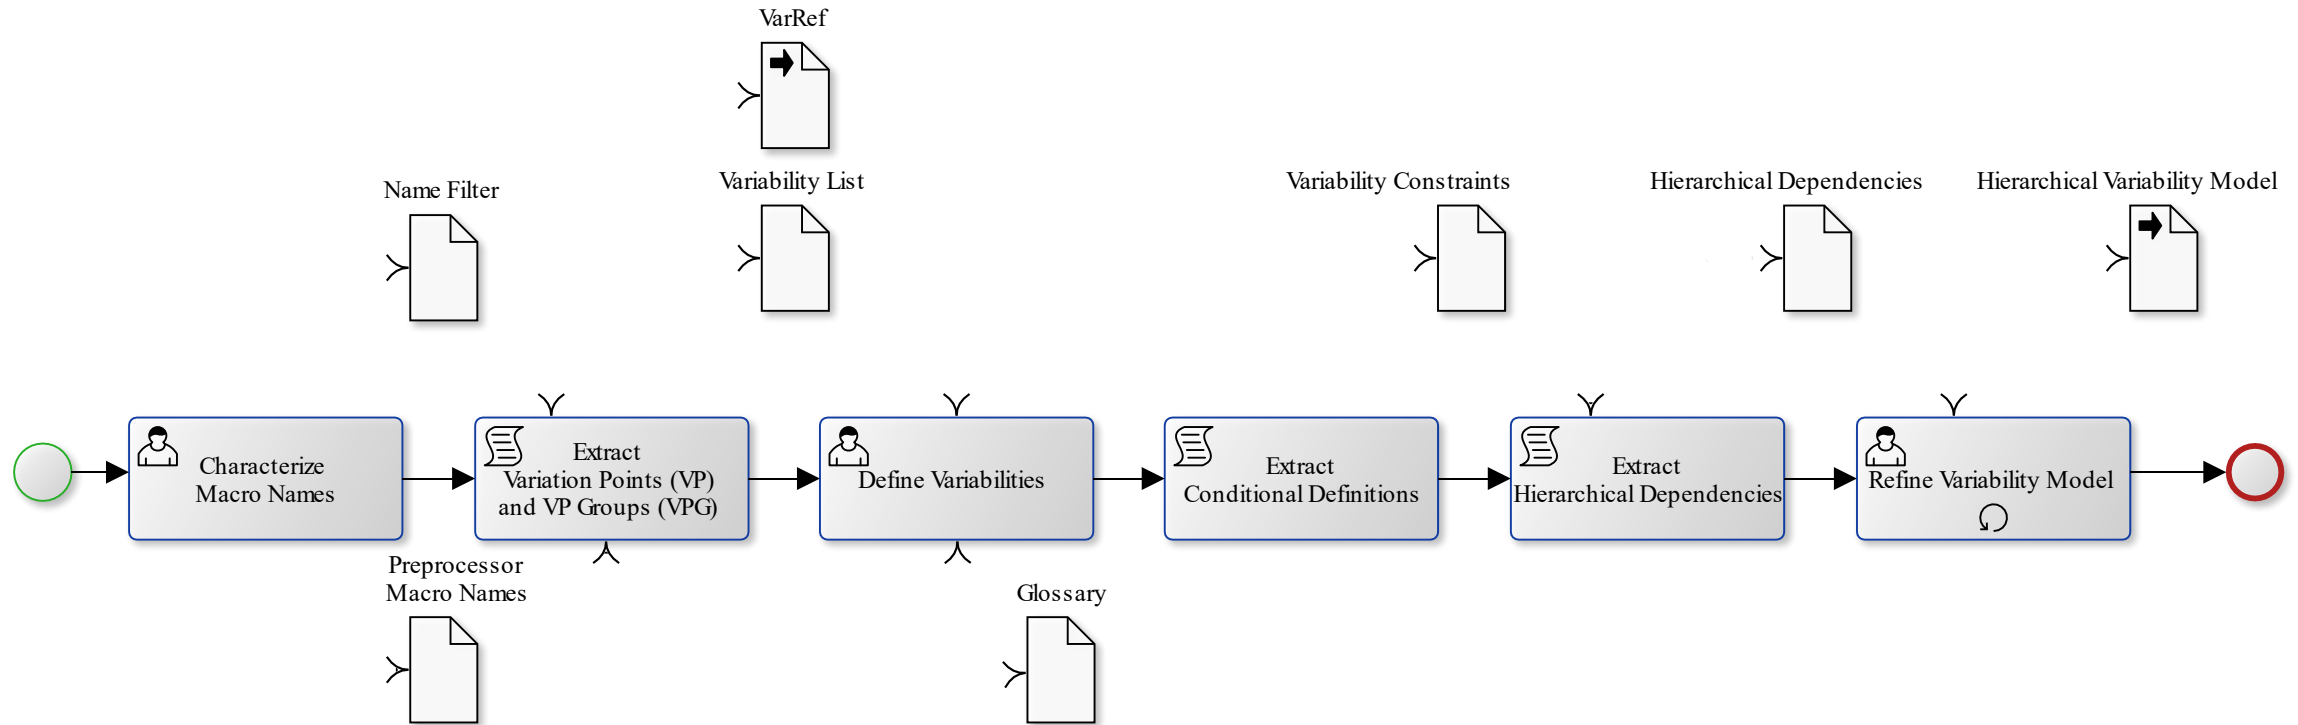 VarRef
Name Filter
Variability List
Variability Constraints
Hierarchical Dependencies
Hierarchical Variability Model
Characterize
Macro Names
Extract
Variation Points (VP)
and VP Groups (VPG)
Define Variabilities
Extract
Conditional Definitions
Extract
Hierarchical Dependencies
Refine Variability Model
Preprocessor
Macro Names
Glossary